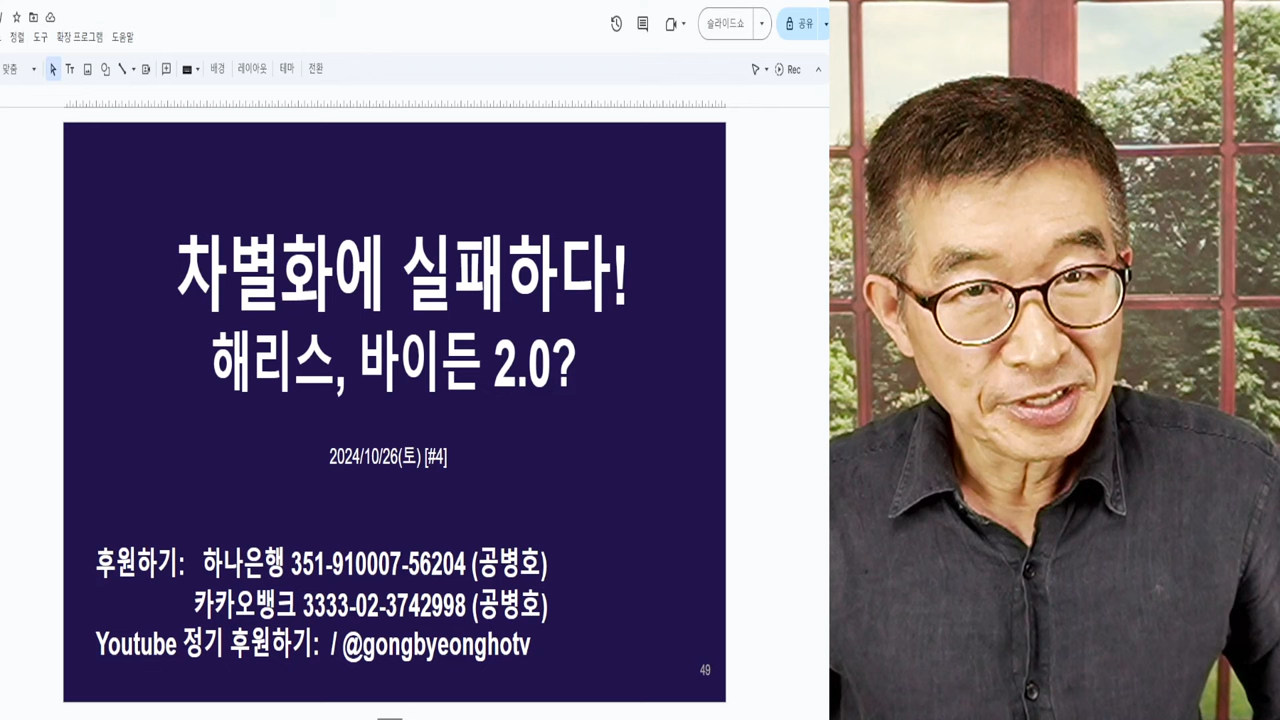 정렬 도구 확장 프로그램 도움말
슬라이드쇼
공유
맞춤
배경 레이아웃 테마 전환
Rec
차별화에 실패하다!
해리스, 바이든 2.0?
2024/10/26(토) [#4]
후원하기: 하나은행 351-910007-56204 (공병호)
카카오뱅크 3333-02-3742998 (공병호)
Youtube 정기 후원하기: / @gongbyeonghotv
49